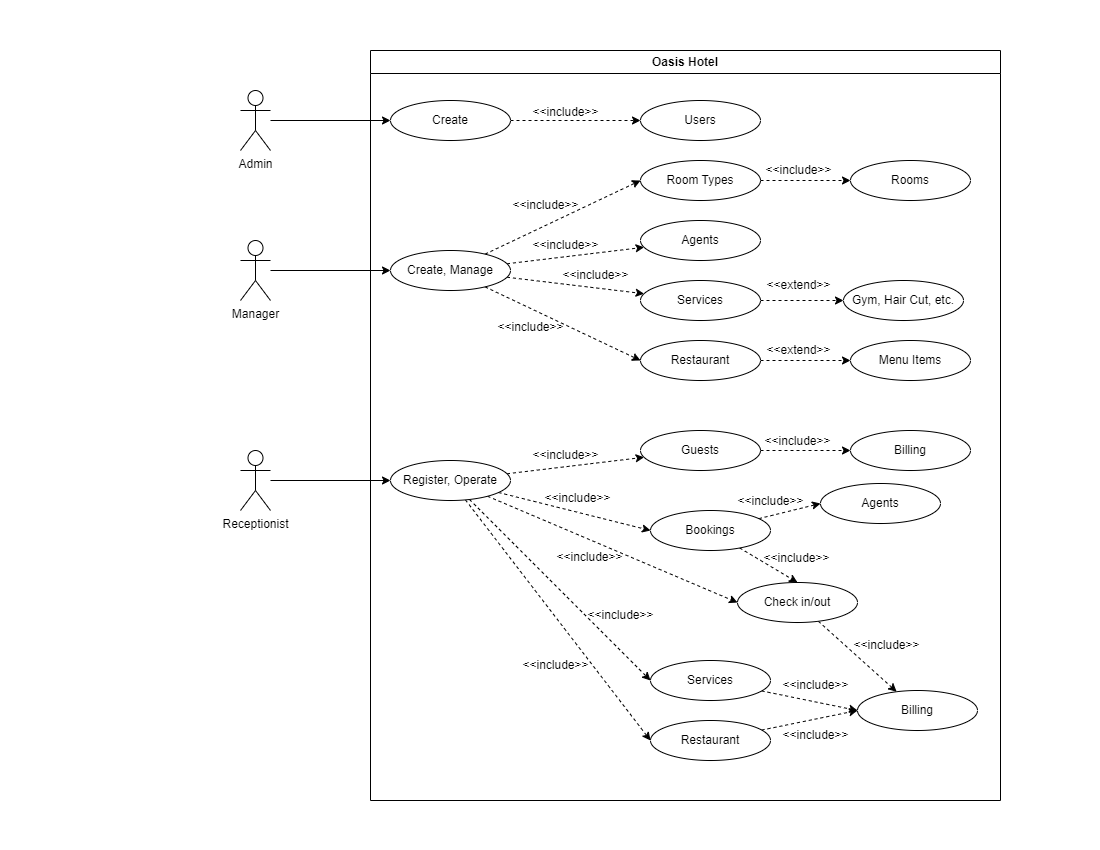 Oasis Hotel
Admin
Create
<<include>>
Users
Manager
Create, Manage
<<include>>
Room Types
<<include>>
Rooms
<<include>>
Agents
<<include>>
Services
<<extend>>
Gym, Hair Cut, etc.
<<include>>
Restaurant
<<extend>>
Menu Items
Receptionist
Register, Operate
<<include>>
Guests
<<include>>
Billing
<<include>>
Bookings
<<include>>
Agents
<<include>>
<<include>>
Check in/out
<<include>>
<<include>>
Services
<<include>>
Billing
<<include>>
Restaurant
<<include>>